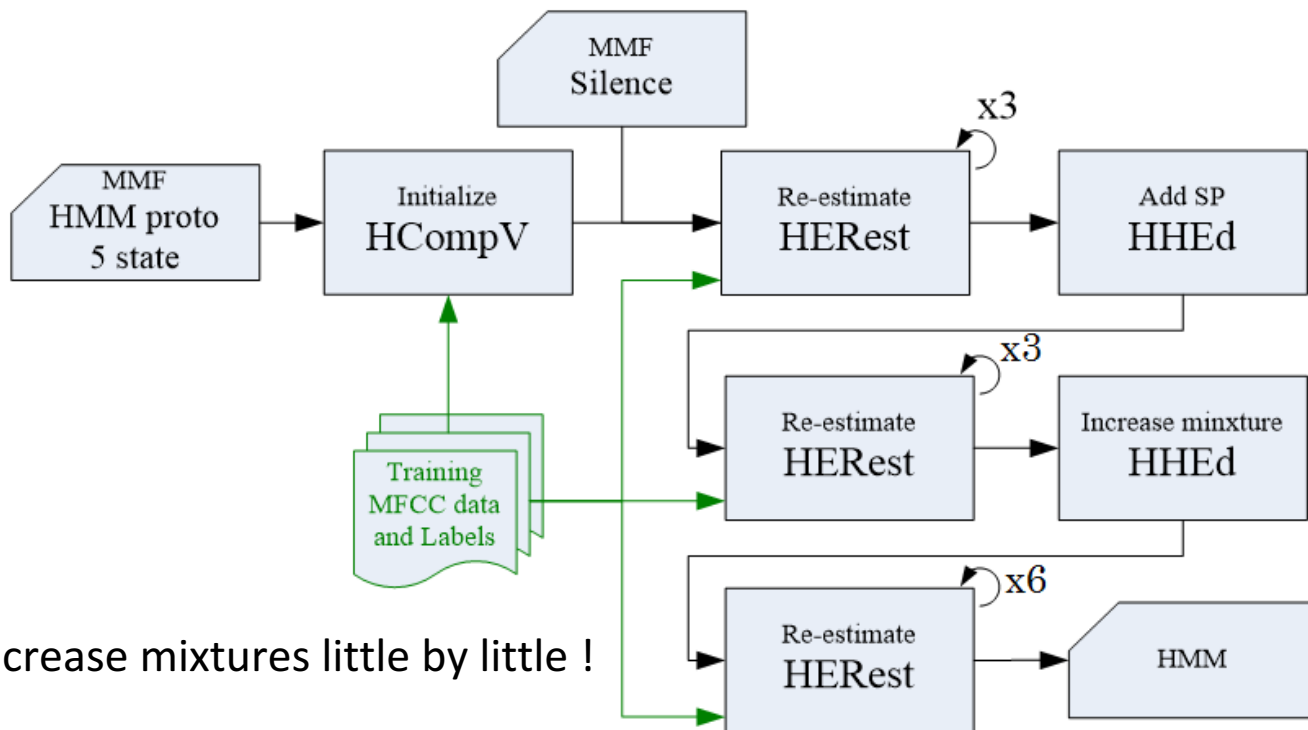 MMF
Silence
x3
MMF
HMM proto
5 state
Initialize
HCompV
Re-estimate
HERest
Add SP
HHEd
x3
Re-estimate
HERest
Increase minxture
HHEd
Training
MFCC data
and Labels
x6
Re-estimate
HERest
HMM
crease mixtures little by little !